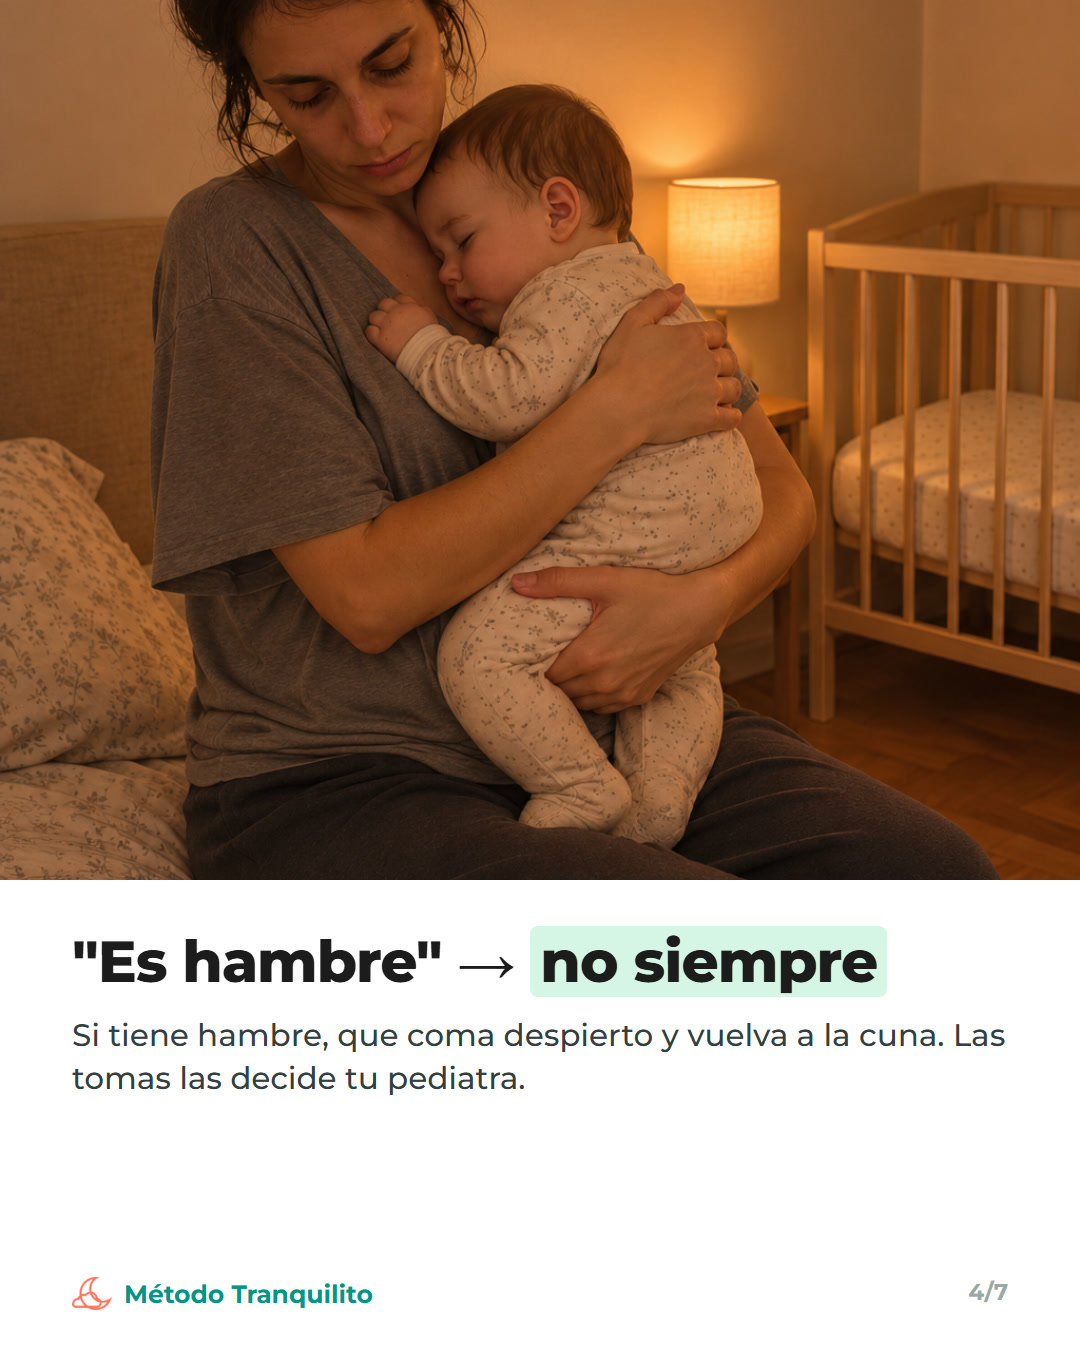 "Es hambre" → no siempre
Si tiene hambre, que coma despierto y vuelva a la cuna. Las
tomas las decide tu pediatra.
Método Tranquilito
4/7